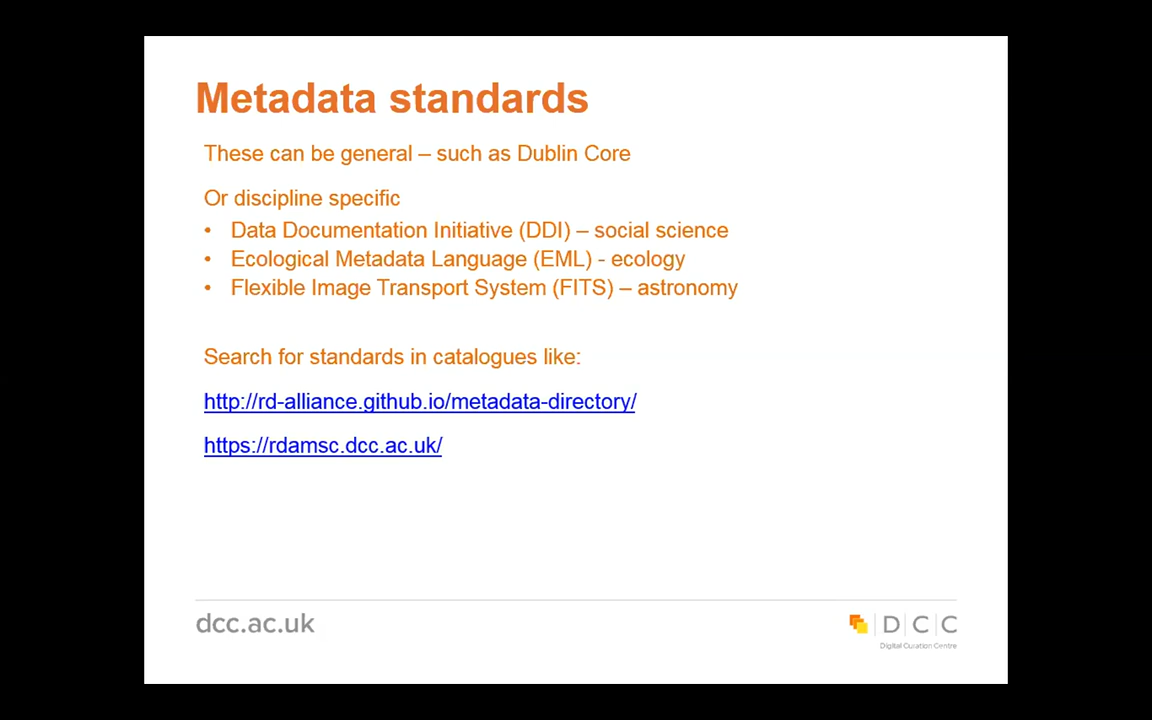 Metadata standards
These can be general – such as Dublin Core
Or discipline specific
• Data Documentation Initiative (DDI) – social science
• Ecological Metadata Language (EML) - ecology
• Flexible Image Transport System (FITS) – astronomy
Search for standards in catalogues like:
http://rd-alliance.github.io/metadata-directory/
https://rdamsc.dcc.ac.uk/
dcc.ac.uk
D|C|C
Digital Curation Centre